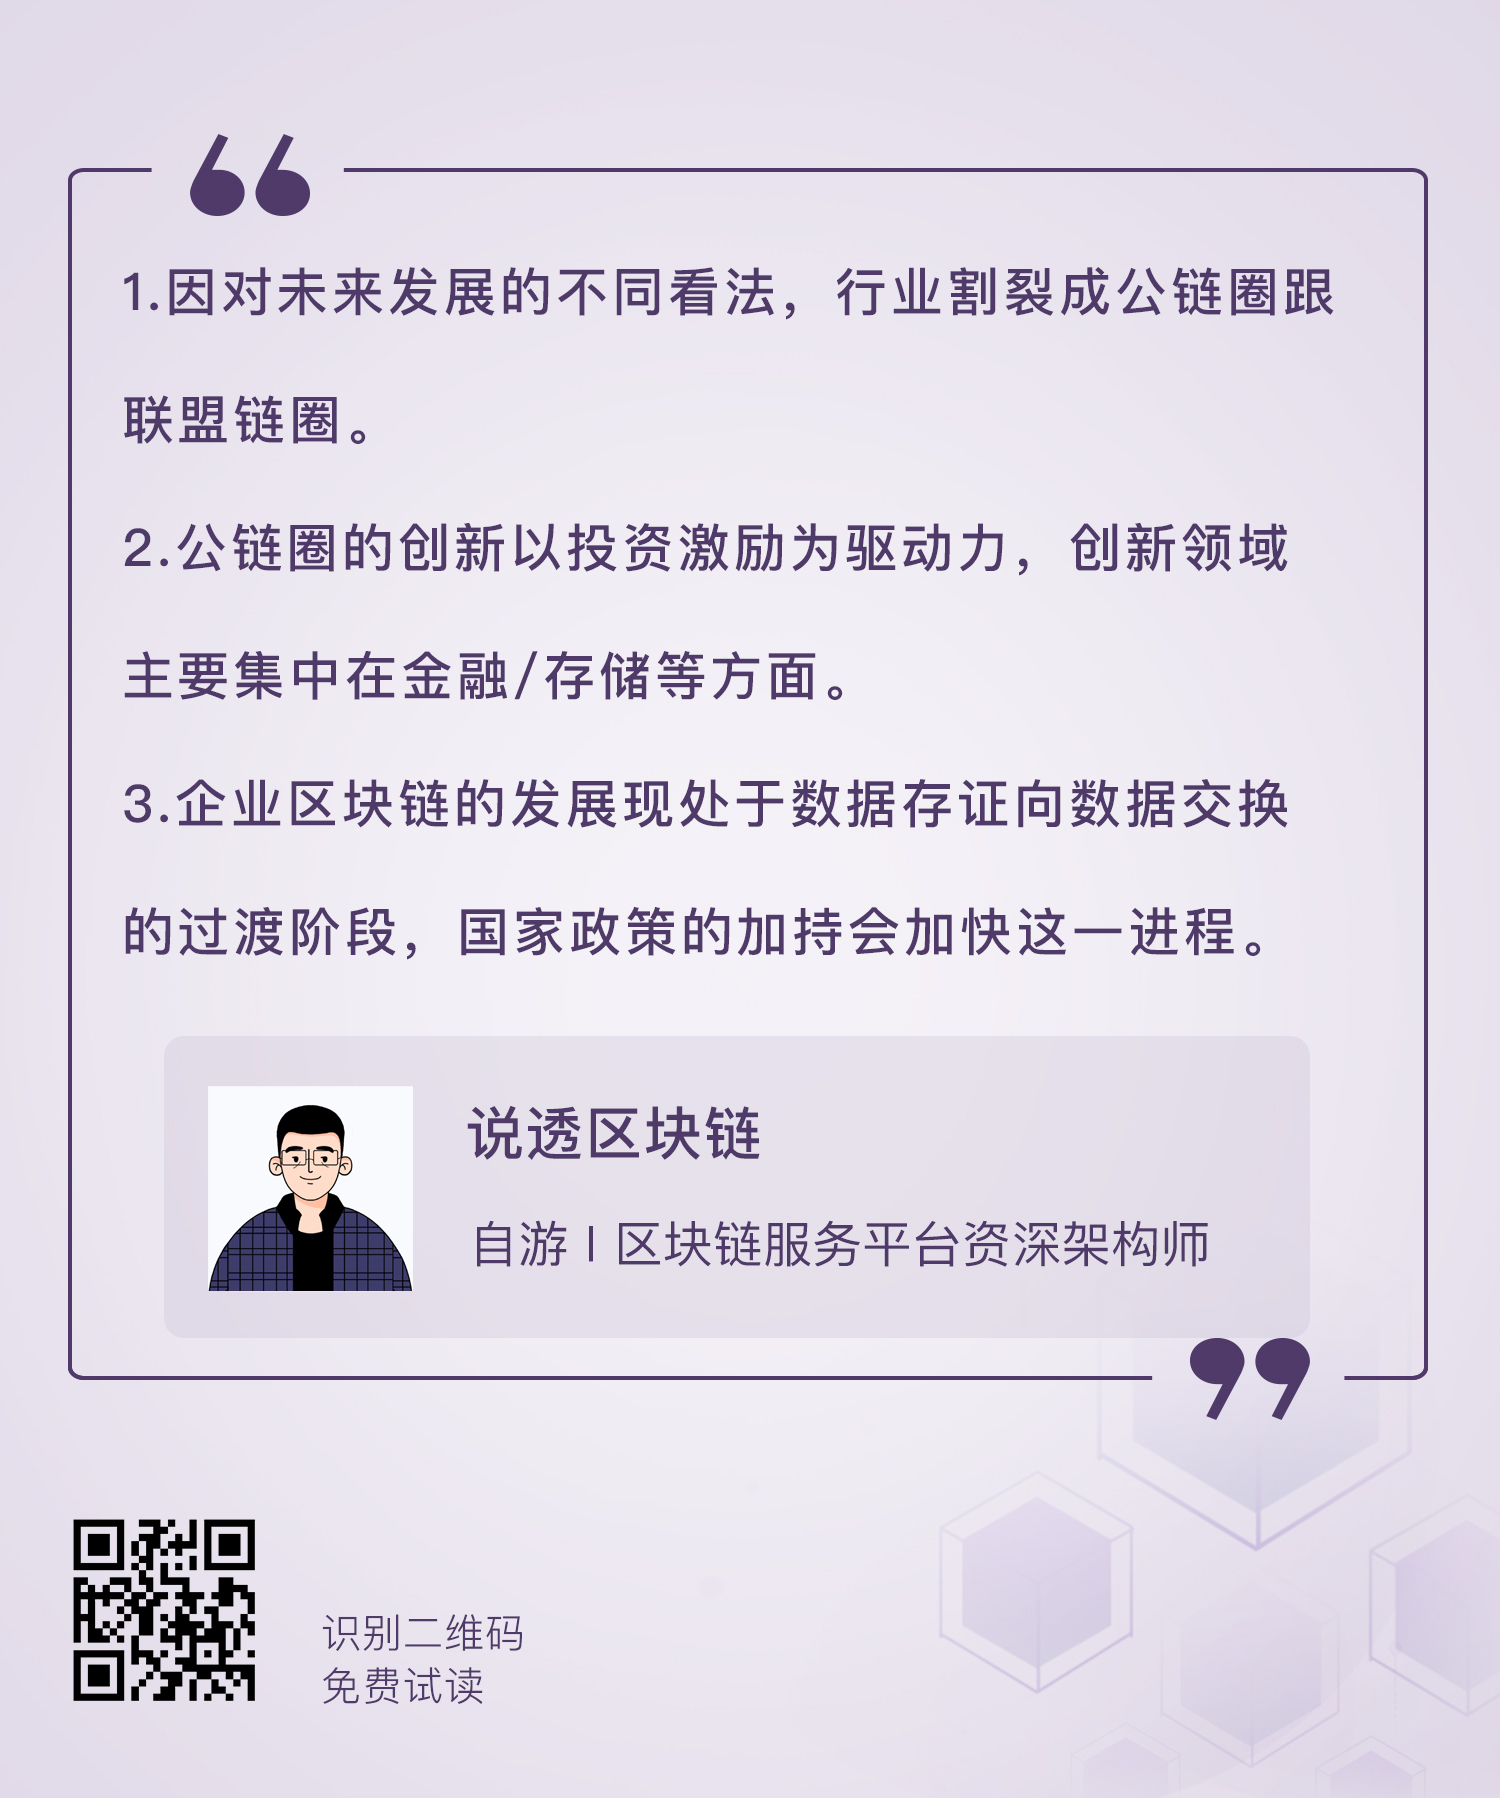 1.因对未来发展的不同看法，行业割裂成公链圈跟
联盟链圈。
2.公链圈的创新以投资激励为驱动力，创新领域
主要集中在金融/存储等方面。
3.企业区块链的发展现处于数据存证向数据交换
的过渡阶段，国家政策的加持会加快这一进程。
说透区块链
自游 | 区块链服务平台资深架构师
识别二维码
免费试读